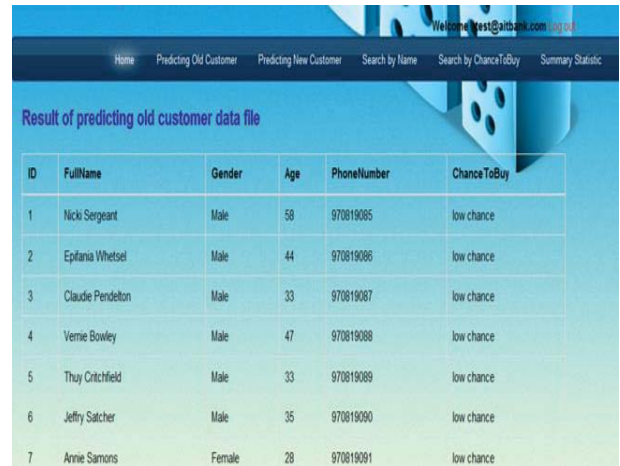 Welcome ktest@aitbank.com Log out
Home Predicting Old Customer Predicting New Customer Search by Name Search by ChanceToBuy Summary Statistic
Result of predicting old customer data file
ID FullName Gender Age PhoneNumber ChanceToBuy
1 Nicki Sergeant Male 58 970819085 low chance
2 Epifania Whetsel Male 44 970819086 low chance
3 Claudie Pendelton Male 33 970819087 low chance
4 Vernie Bowley Male 47 970819088 low chance
5 Thuy Critchfield Male 33 970819089 low chance
6 Jeffry Satcher Male 35 970819090 low chance
7 Annie Samons Female 28 970819091 low chance